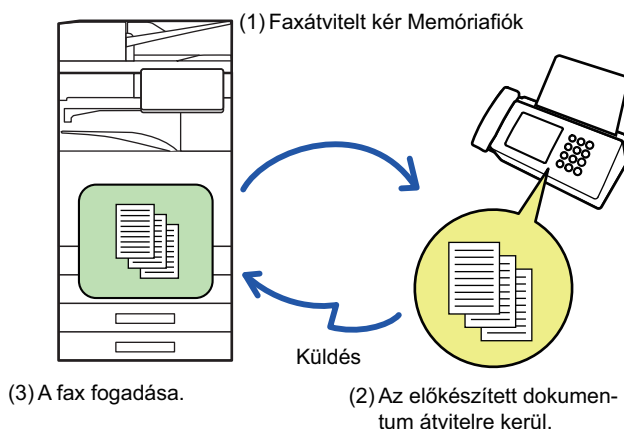 (1) Faxátvitelt kér Memóriafiók
Küldés
(3) A fax fogadása.
(2) Az előkészített dokumen-
tum átvitelre kerül.